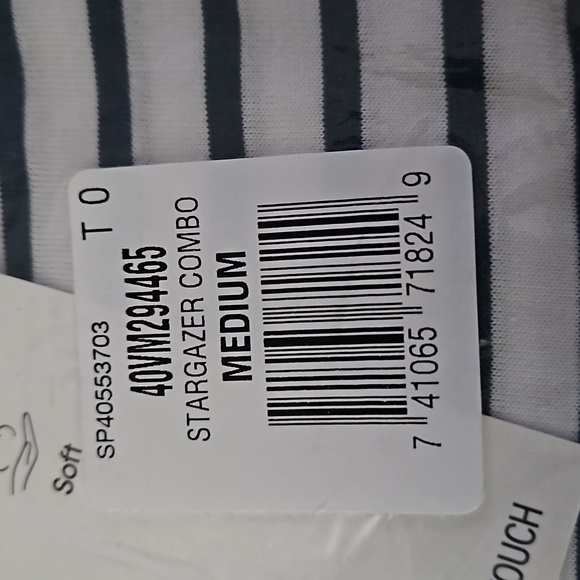 SP40553703 T 0
40VM294465
STARGAZER COMBO
MEDIUM
7 41065 71824 9
Soft
OUCH